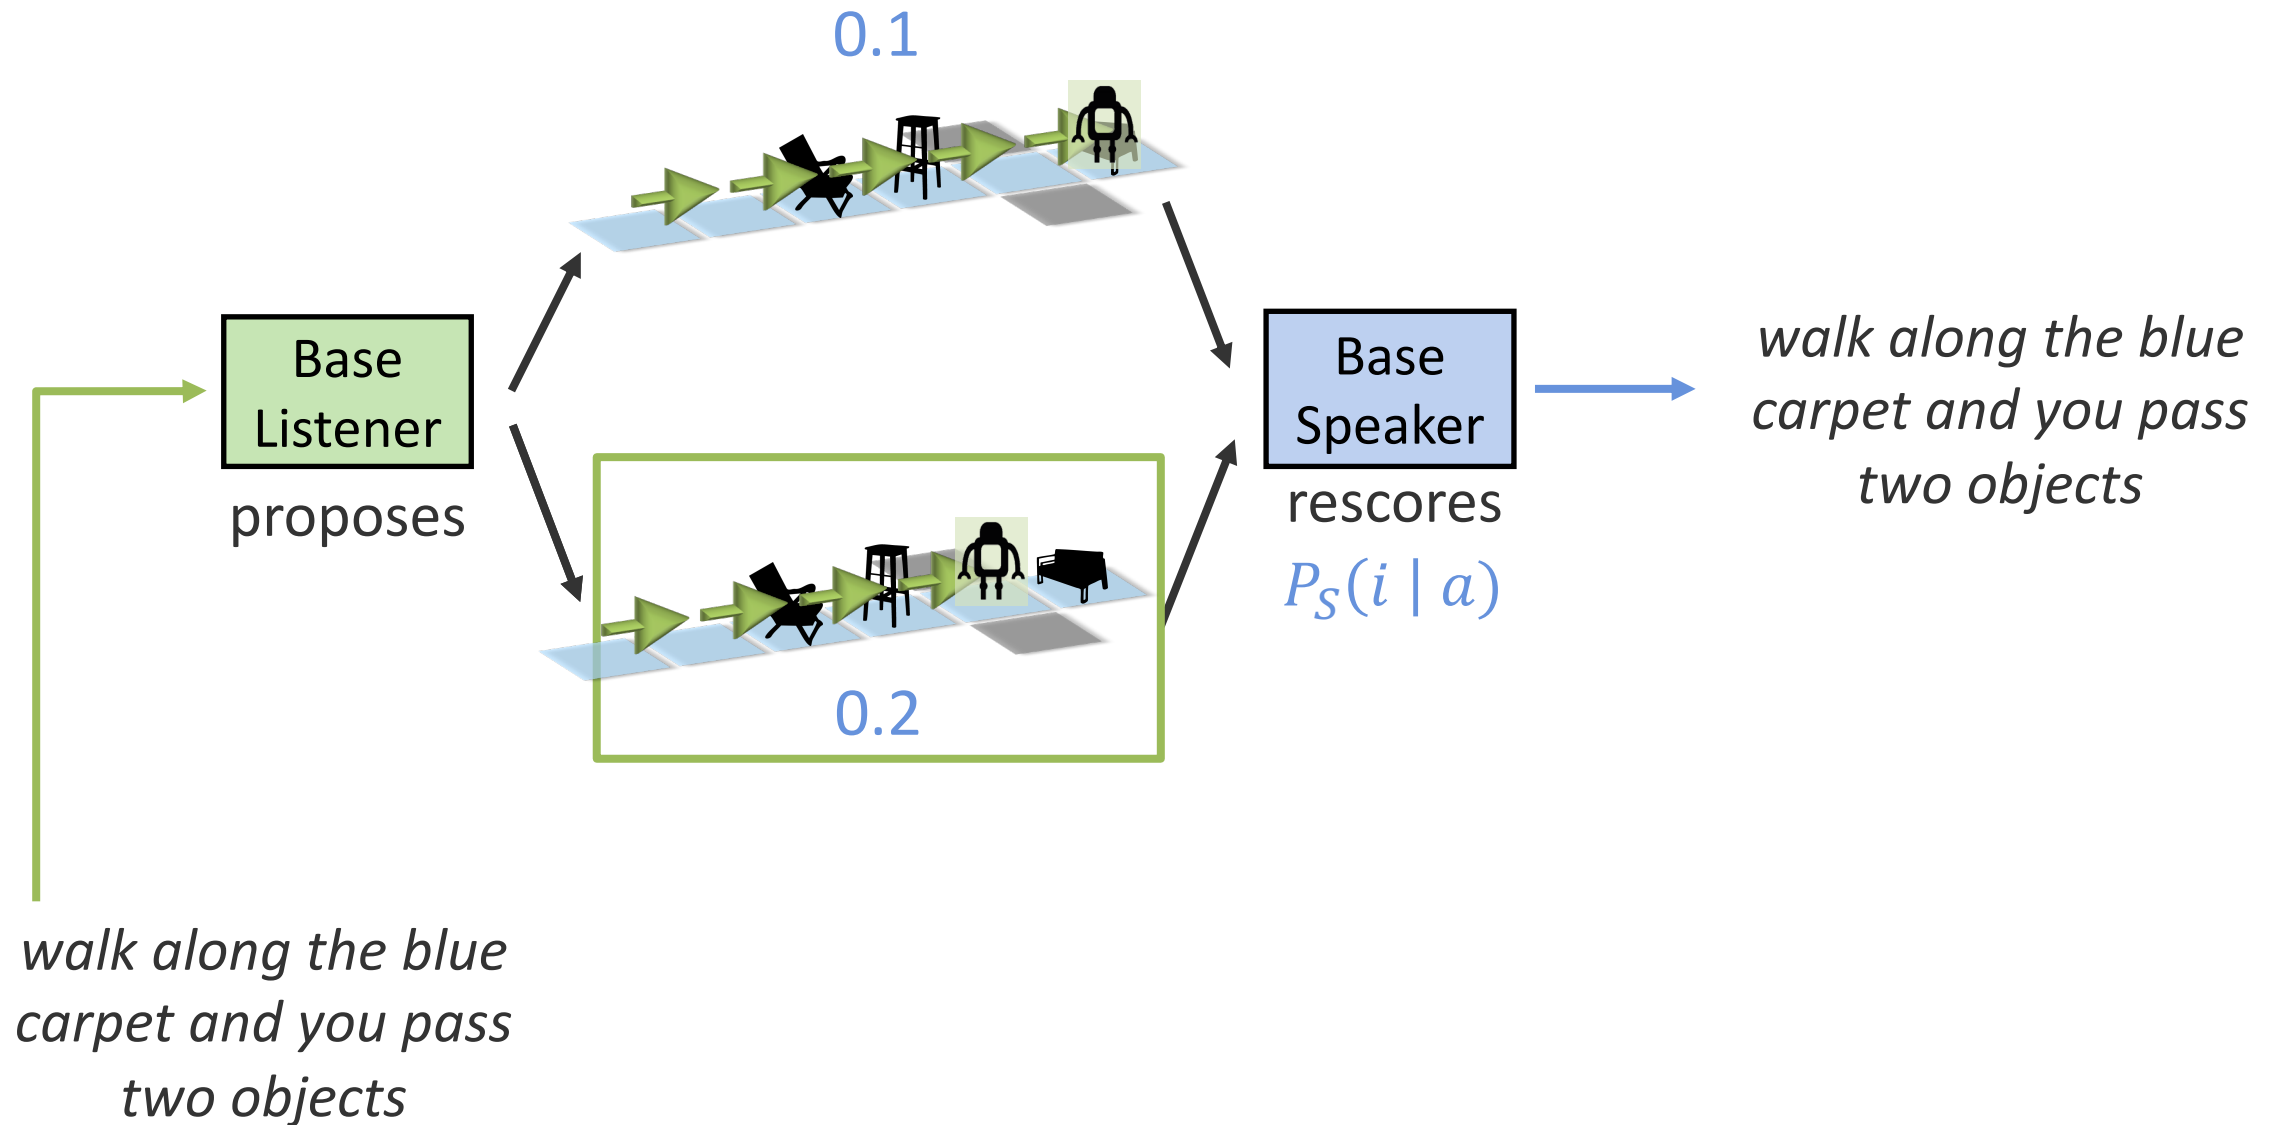 0.1
Base
Listener
proposes
0.2
Base
Speaker
rescores
P_S(i | a)
walk along the blue
carpet and you pass
two objects
walk along the blue
carpet and you pass
two objects